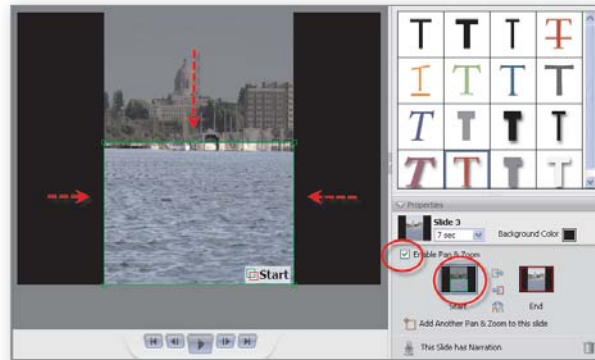 Start
T T T T
T T T T
T T T T
T T T T
Properties
Slide 3
7 sec
Background Color
Enable Pan & Zoom
Start
End
Add Another Pan & Zoom to this slide
This Slide has Narration